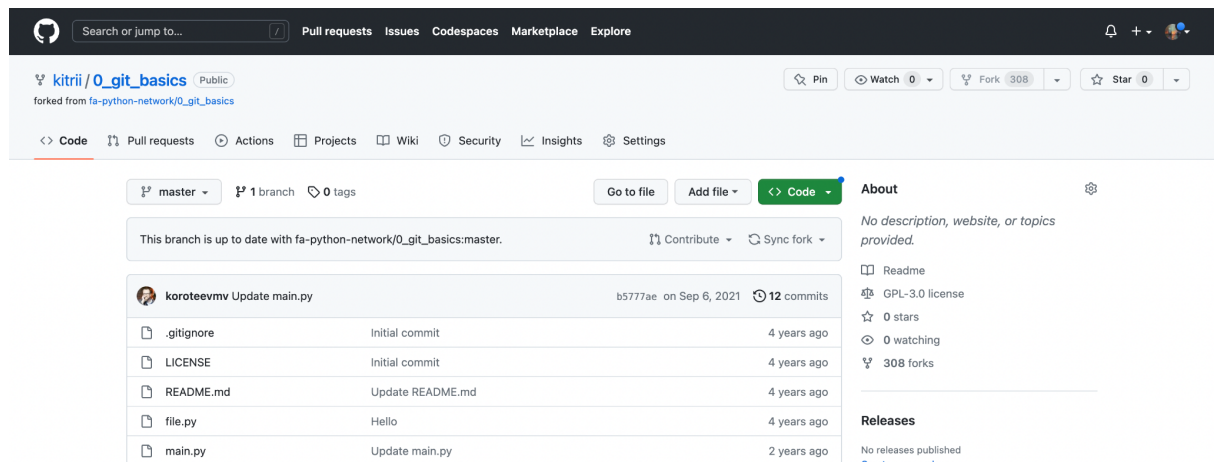 Search or jump to... / Pull requests Issues Codespaces Marketplace Explore
kitrii / 0_git_basics Public
Pin Watch 0 Fork 308 Star 0
forked from fa-python-network/0_git_basics
<> Code Pull requests Actions Projects Wiki Security Insights Settings
master 1 branch 0 tags Go to file Add file <> Code
This branch is up to date with fa-python-network/0_git_basics:master. Contribute Sync fork
koroteevmv Update main.py b5777ae on Sep 6, 2021 12 commits
.gitignore Initial commit 4 years ago
LICENSE Initial commit 4 years ago
README.md Update README.md 4 years ago
file.py Hello 4 years ago
main.py Update main.py 2 years ago
About
No description, website, or topics
provided.
Readme
GPL-3.0 license
0 stars
0 watching
308 forks
Releases
No releases published